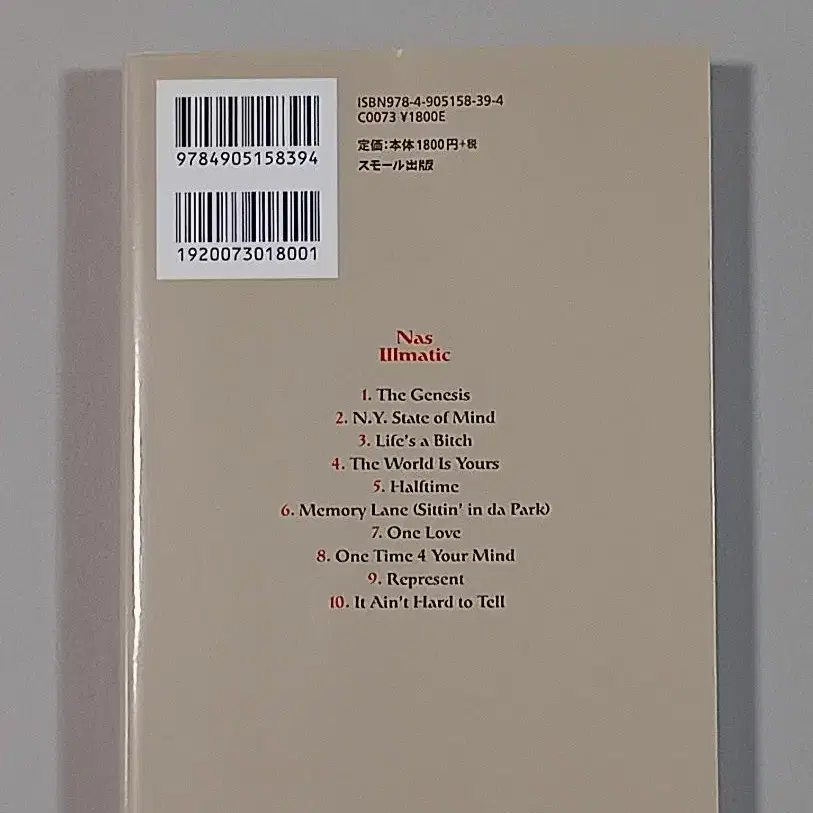 9784905158394
1920073018001
ISBN978-4-905158-39-4
C0073 ¥1800E
定価:本体1800円+税
スモール出版
Nas
Illmatic
1. The Genesis
2. N.Y. State of Mind
3. Life's a Bitch
4. The World Is Yours
5. Halftime
6. Memory Lane (Sittin' in da Park)
7. One Love
8. One Time 4 Your Mind
9. Represent
10. It Ain't Hard to Tell